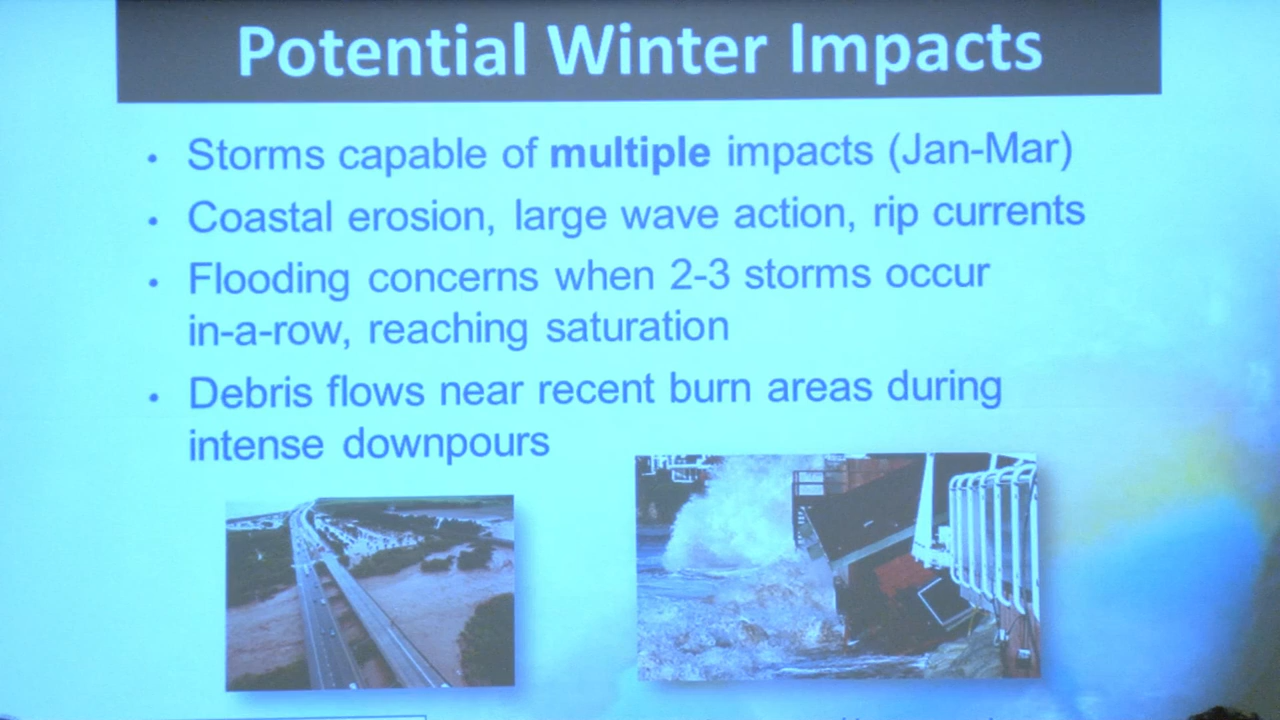 Potential Winter Impacts
• Storms capable of multiple impacts (Jan-Mar)
• Coastal erosion, large wave action, rip currents
• Flooding concerns when 2-3 storms occur
in-a-row, reaching saturation
• Debris flows near recent burn areas during
intense downpours